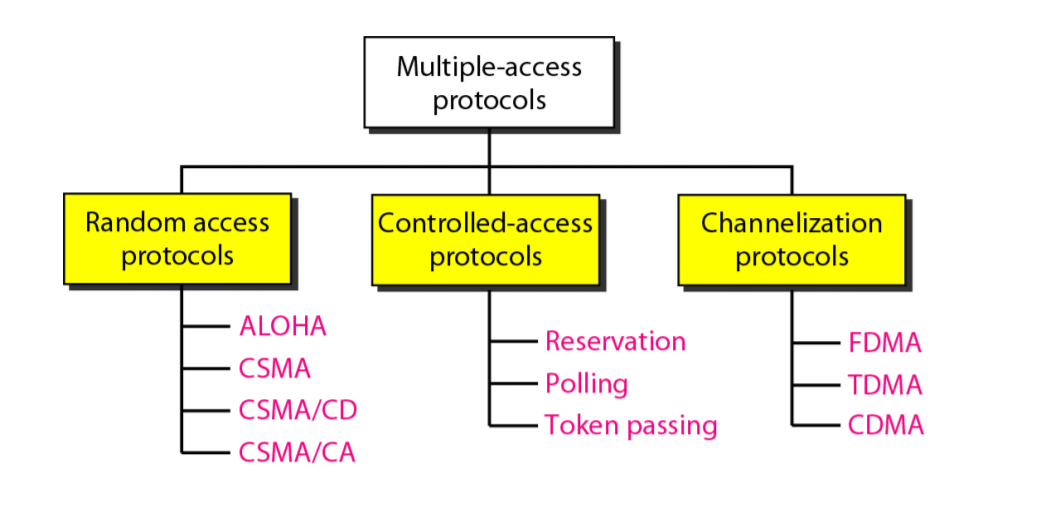 Multiple-access
protocols
Random access
protocols
ALOHA
CSMA
CSMA/CD
CSMA/CA
Controlled-access
protocols
Reservation
Polling
Token passing
Channelization
protocols
FDMA
TDMA
CDMA